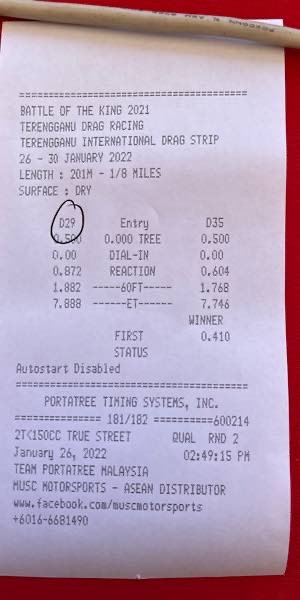 ==========================================
BATTLE OF THE KING 2021
TERENGGANU DRAG RACING
TERENGGANU INTERNATIONAL DRAG STRIP
26 - 30 JANUARY 2022
LENGTH : 201M - 1/8 MILES
SURFACE : DRY
D29 Entry D35
0.500 0.000 TREE 0.500
0.00 DIAL-IN 0.00
0.872 REACTION 0.604
1.882 ------60FT----- 1.768
7.888 ------ET------ 7.746
WINNER
FIRST 0.410
STATUS
Autostart Disabled
==========================================
PORTATREE TIMING SYSTEMS, INC.
=============== 181/182 ==========600214
2T<150CC TRUE STREET QUAL RND 2
January 26, 2022 02:49:15 PM
TEAM PORTATREE MALAYSIA
MUSC MOTORSPORTS - ASEAN DISTRIBUTOR
www.facebook.com/muscmotorsports
+6016-6681490